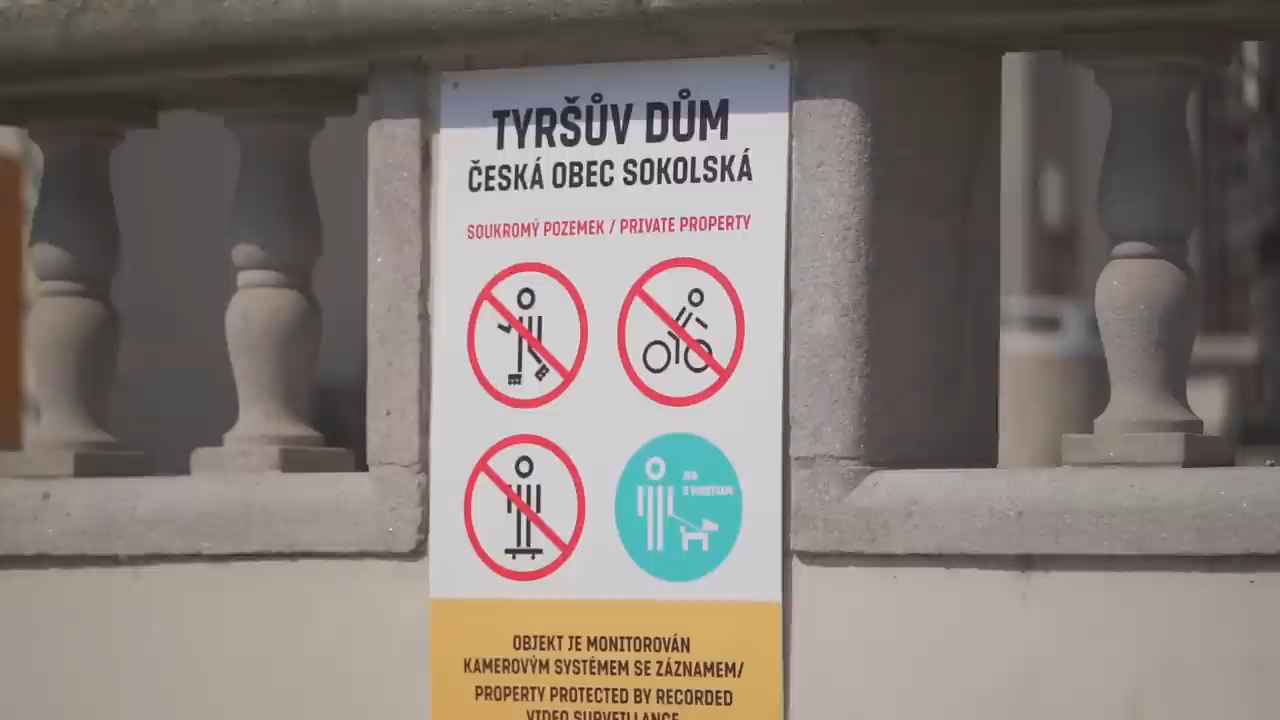 TYRŠŮV DŮM
ČESKÁ OBEC SOKOLSKÁ
SOUKROMÝ POZEMEK / PRIVATE PROPERTY
OBJEKT JE MONITOROVÁN
KAMEROVÝM SYSTÉMEM SE ZÁZNAMEM/
PROPERTY PROTECTED BY RECORDED
VIDEO SURVEILLANCE